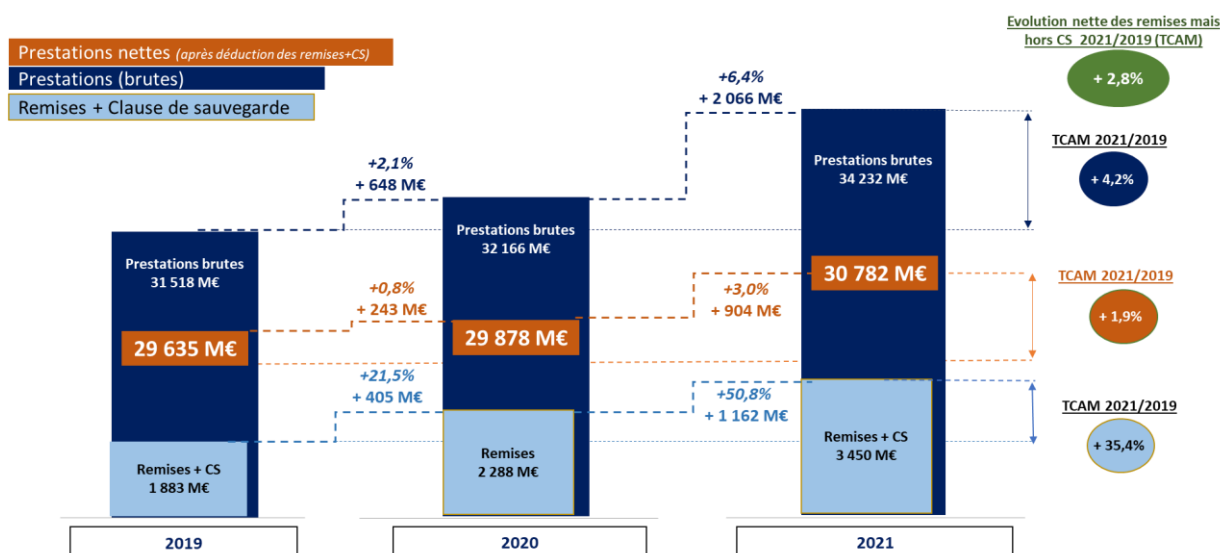 Evolution nette des remises mais
hors CS 2021/2019 (TCAM)
+ 2,8%
Prestations nettes (après déduction des remises+CS)
Prestations (brutes)
Remises + Clause de sauvegarde
+6,4%
+ 2 066 M€
TCAM 2021/2019
+ 4,2%
+2,1%
+ 648 M€
Prestations brutes
34 232 M€
Prestations brutes
32 166 M€
Prestations brutes
31 518 M€
30 782 M€
TCAM 2021/2019
+ 1,9%
+0,8%
+ 243 M€
+3,0%
+ 904 M€
29 635 M€
29 878 M€
+21,5%
+ 405 M€
+50,8%
+ 1 162 M€
TCAM 2021/2019
+ 35,4%
Remises + CS
1 883 M€
Remises
2 288 M€
Remises + CS
3 450 M€
2019
2020
2021